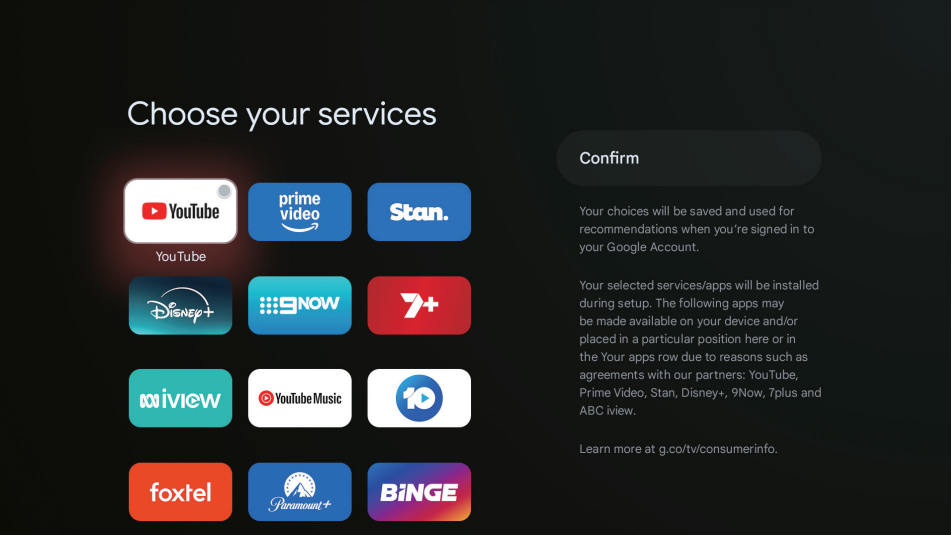 Choose your services
YouTube
prime
video
Stan.
YouTube
Disney+
9NOW
7+
iview
YouTube Music
10
foxtel
Paramount+
BiNGE
Confirm
Your choices will be saved and used for
recommendations when you're signed in to
your Google Account.
Your selected services/apps will be installed
during setup. The following apps may
be made available on your device and/or
placed in a particular position here or in
the Your apps row due to reasons such as
agreements with our partners: YouTube,
Prime Video, Stan, Disney+, 9Now, 7plus and
ABC iview.
Learn more at g.co/tv/consumerinfo.